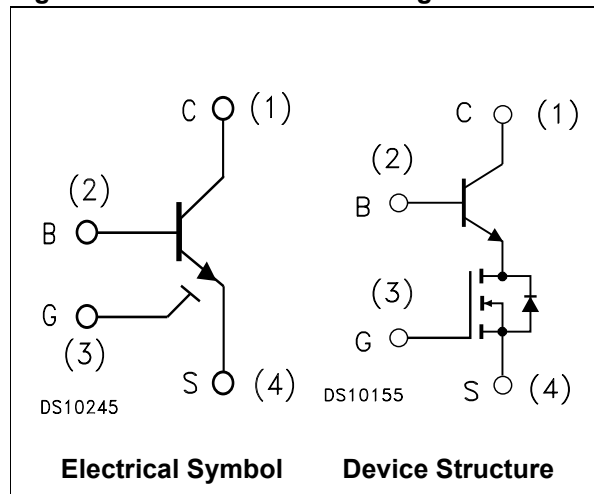 C (1)
(2)
B
G
(3)
S (4)
DS10245
Electrical Symbol
C (1)
(2)
B
(3)
G
S (4)
DS10155
Device Structure